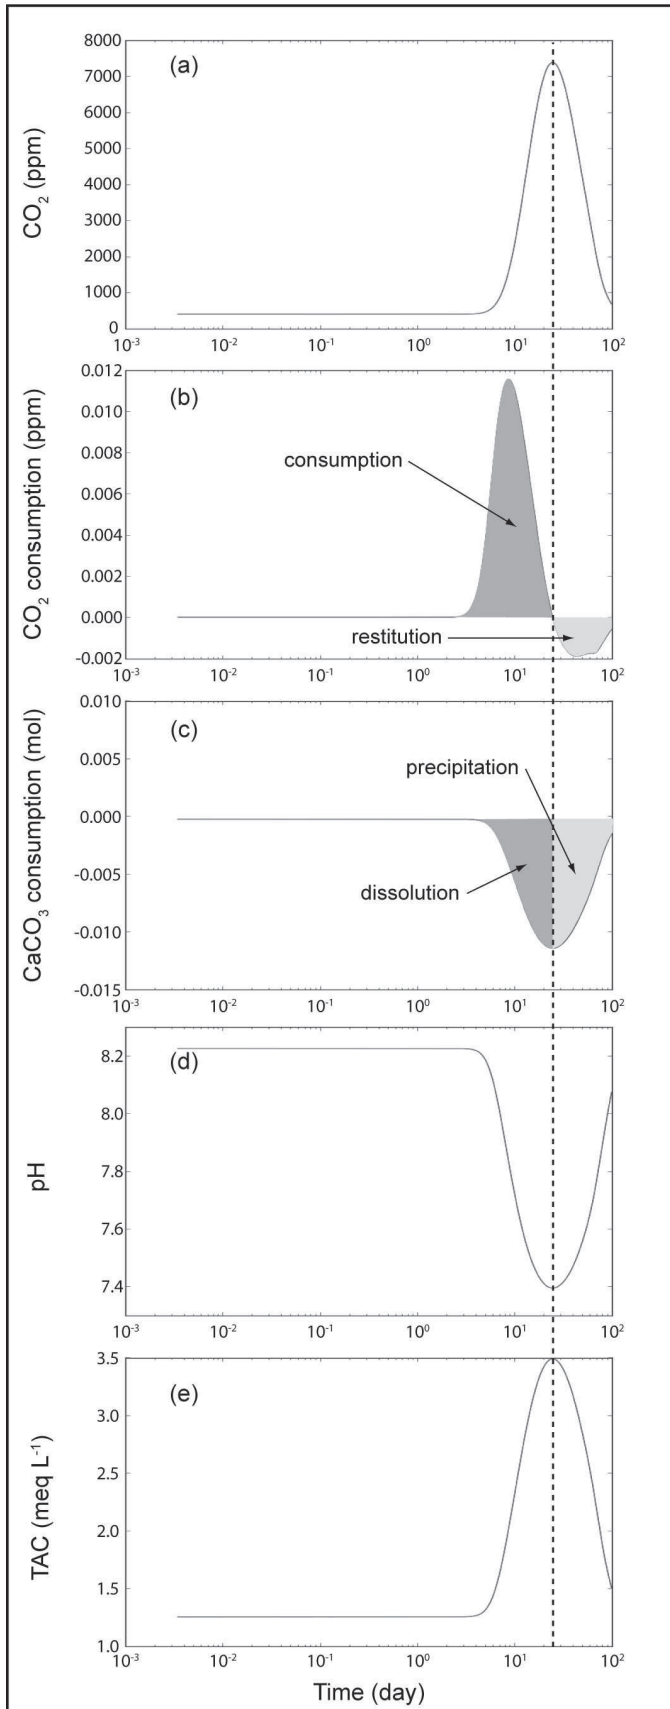 (a)
CO₂ (ppm)
8000
7000
6000
5000
4000
3000
2000
1000
0
10⁻³ 10⁻² 10⁻¹ 10⁰ 10¹ 10²
(b)
CO₂ consumption (ppm)
0.012
0.010
0.008
0.006
0.004
0.002
0.000
-0.002
consumption
restitution
10⁻³ 10⁻² 10⁻¹ 10⁰ 10¹ 10²
(c)
CaCO₃ consumption (mol)
0.010
0.005
0.000
-0.005
-0.010
-0.015
precipitation
dissolution
10⁻³ 10⁻² 10⁻¹ 10⁰ 10¹ 10²
(d)
pH
8.2
8.0
7.8
7.6
7.4
10⁻³ 10⁻² 10⁻¹ 10⁰ 10¹ 10²
(e)
TAC (meq L⁻¹)
3.5
3.0
2.5
2.0
1.5
1.0
10⁻³ 10⁻² 10⁻¹ 10⁰ 10¹ 10²
Time (day)